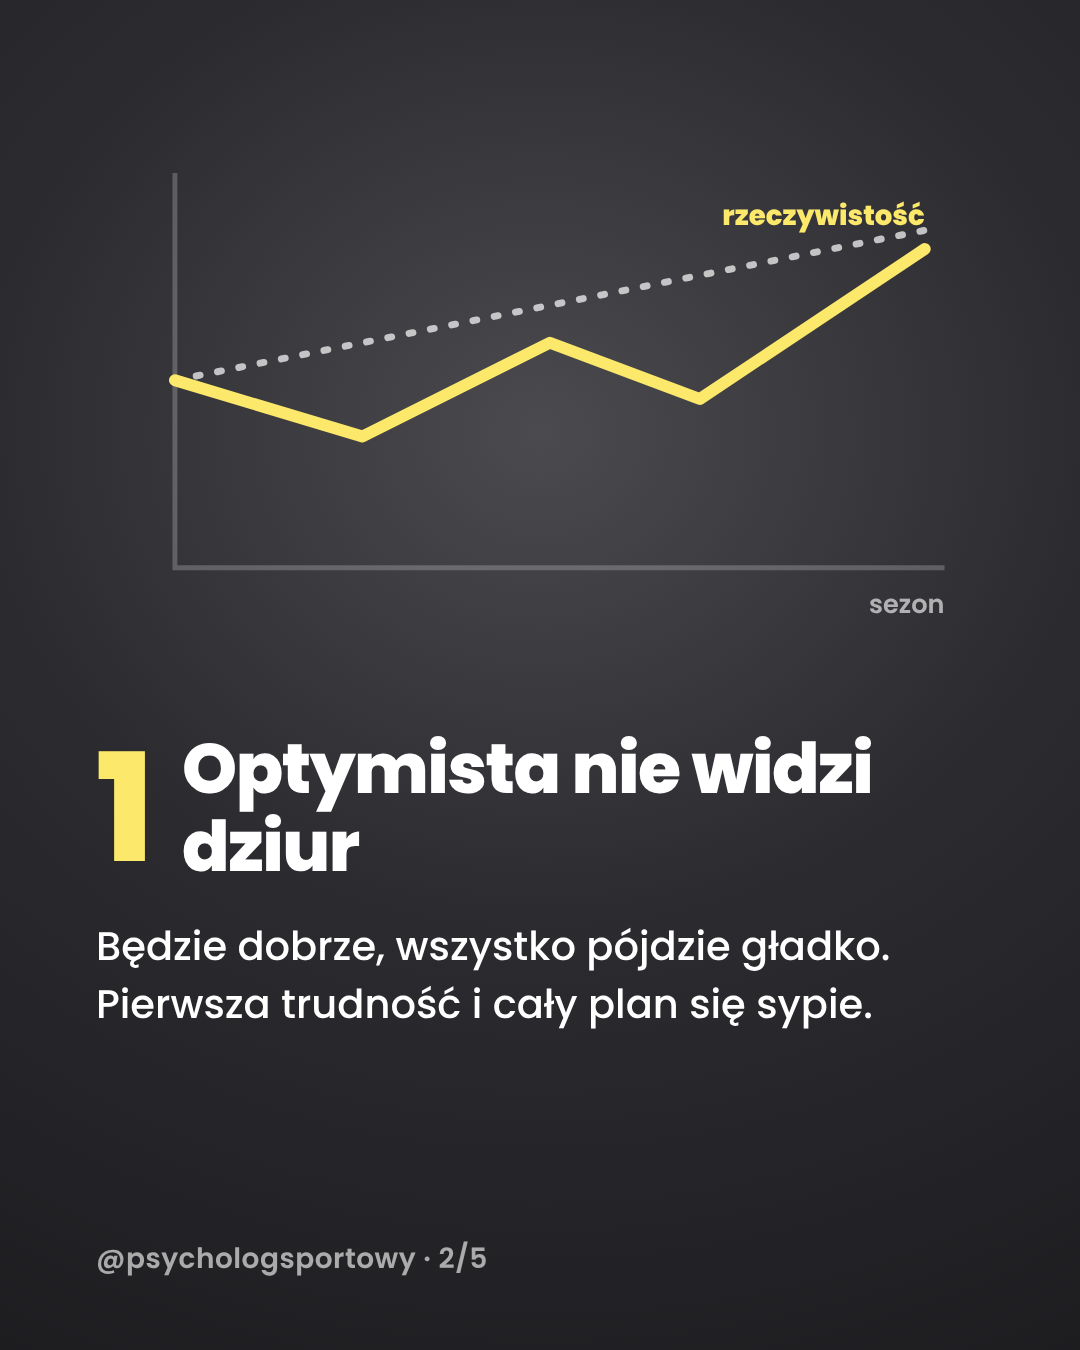 rzeczywistość
sezon
1 Optymista nie widzi
dziur
Będzie dobrze, wszystko pójdzie gładko.
Pierwsza trudność i cały plan się sypie.
@psychologsportowy · 2/5